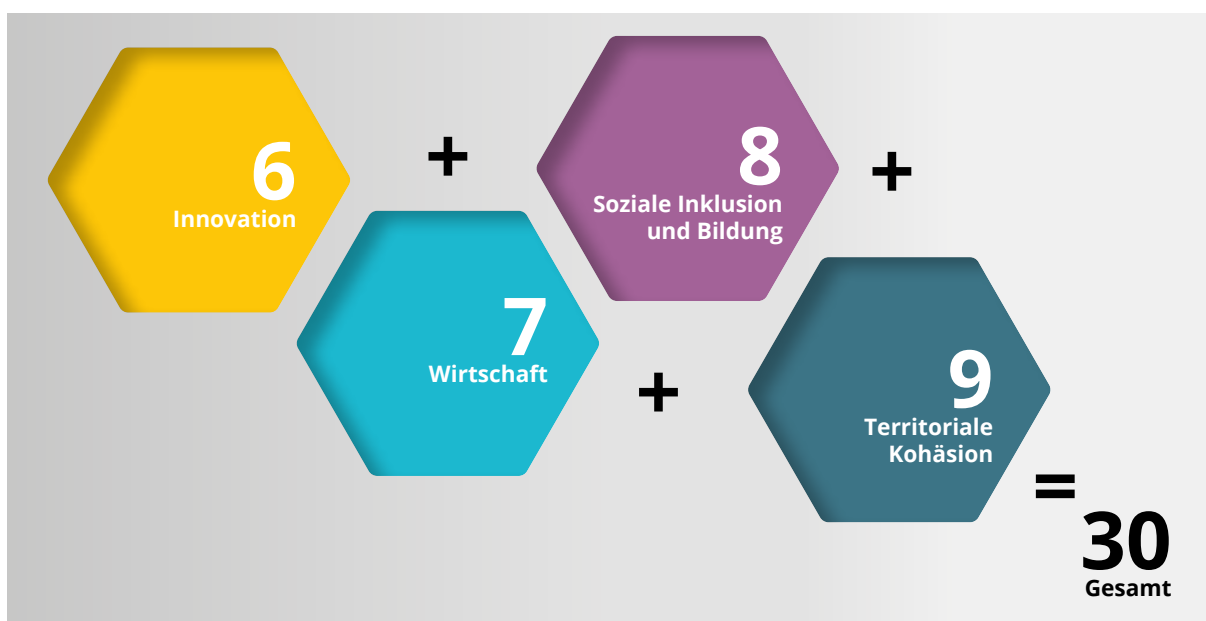 6
Innovation
+
7
Wirtschaft
+
8
Soziale Inklusion
und Bildung
+
9
Territoriale
Kohäsion
=
30
Gesamt